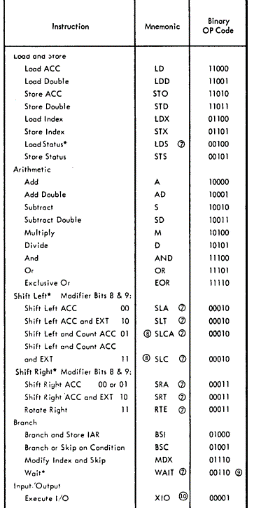 Instruction Mnemonic Binary OP Code
Load and Store
Load ACC LD 11000
Load Double LDD 11001
Store ACC STO 11010
Store Double STD 11011
Load Index LDX 01100
Store Index STX 01101
Load Status* LDS ⑦ 00100
Store Status STS 00101
Arithmetic
Add A 10000
Add Double AD 10001
Subtract S 10010
Subtract Double SD 10011
Multiply M 10100
Divide D 10101
And AND 11100
Or OR 11101
Exclusive Or EOR 11110
Shift Left* Modifier Bits 8 & 9:
Shift Left ACC 00 SLA ⑦ 00010
Shift Left ACC and EXT 10 SLT ⑦ 00010
Shift Left and Count ACC 01 ⑧ SLCA ⑦ 00010
Shift Left and Count ACC
and EXT 11 ⑧ SLC ⑦ 00010
Shift Right* Modifier Bits 8 & 9:
Shift Right ACC 00 or 01 SRA ⑦ 00011
Shift Right ACC and EXT 10 SRT ⑦ 00011
Rotate Right 11 RTE ⑦ 00011
Branch
Branch and Store IAR BSI 01000
Branch or Skip on Condition BSC 01001
Modify Index and Skip MDX 01110
Wait* WAIT ⑦ 00110 ⑨
Input/Output
Execute I/O XIO ⑩ 00001